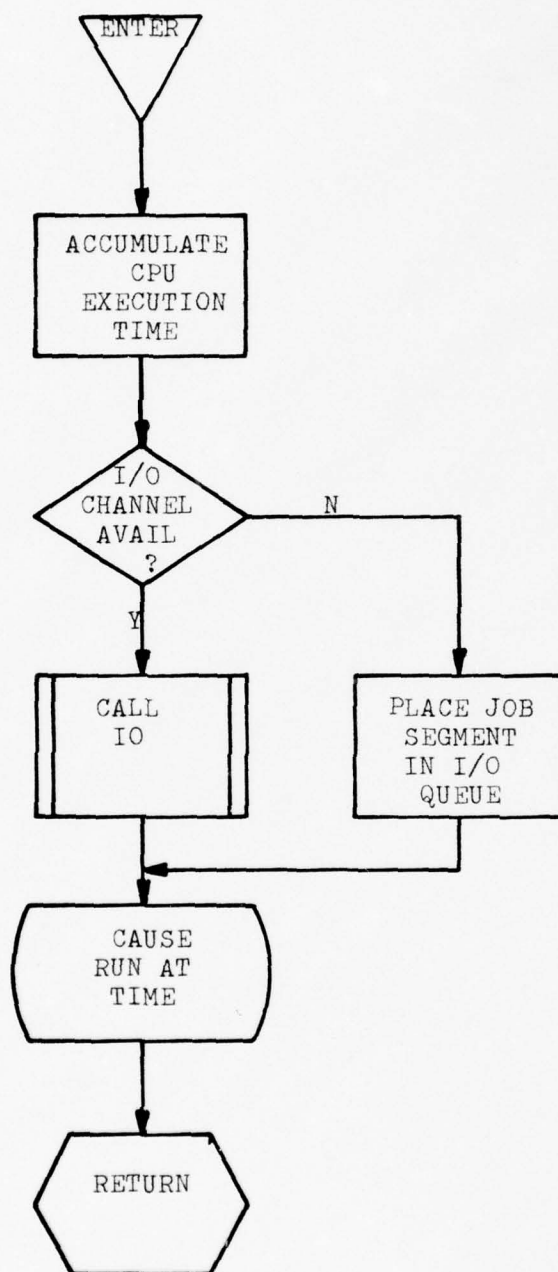 ENTER
ACCUMULATE
CPU
EXECUTION
TIME
I/O
CHANNEL
AVAIL
?
N
Y
CALL
IO
PLACE JOB
SEGMENT
IN I/O
QUEUE
CAUSE
RUN AT
TIME
RETURN